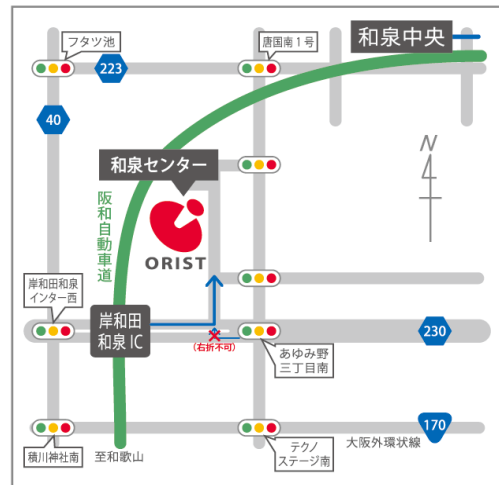 フタツ池
唐国南1号
和泉中央
223
40
和泉センター
N
阪和自動車道
ORIST
岸和田和泉
インター西
岸和田
和泉IC
(右折不可)
あゆみ野
三丁目南
230
積川神社南
至和歌山
テクノ
ステージ南
大阪外環状線
170